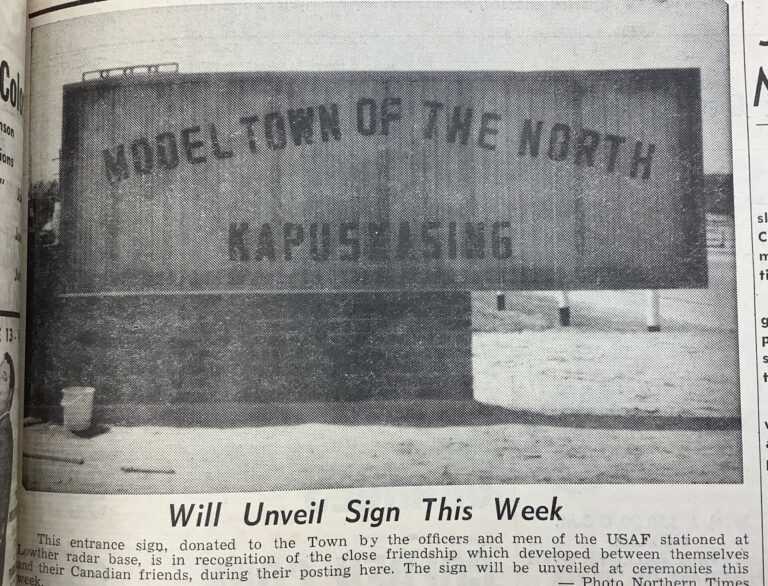 MODEL TOWN OF THE NORTH
KAPUSKASING
Will Unveil Sign This Week
This entrance sign, donated to the Town by the officers and men of the USAF stationed at
Lowther radar base, is in recognition of the close friendship which developed between themselves
and their Canadian friends, during their posting here. The sign will be unveiled at ceremonies this
week. — Photo Northern Times